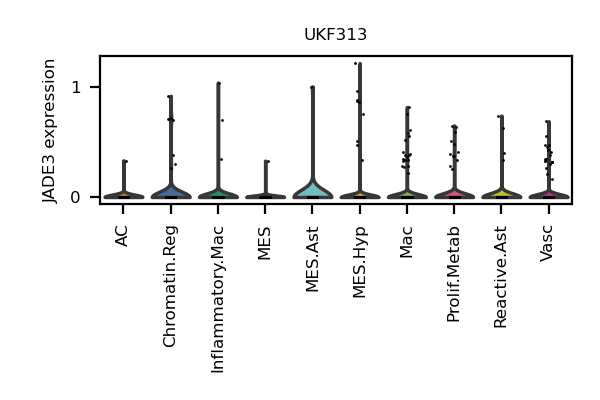 UKF313
JADE3 expression
1
0
AC
Chromatin.Reg
Inflammatory.Mac
MES
MES.Ast
MES.Hyp
Mac
Prolif.Metab
Reactive.Ast
Vasc